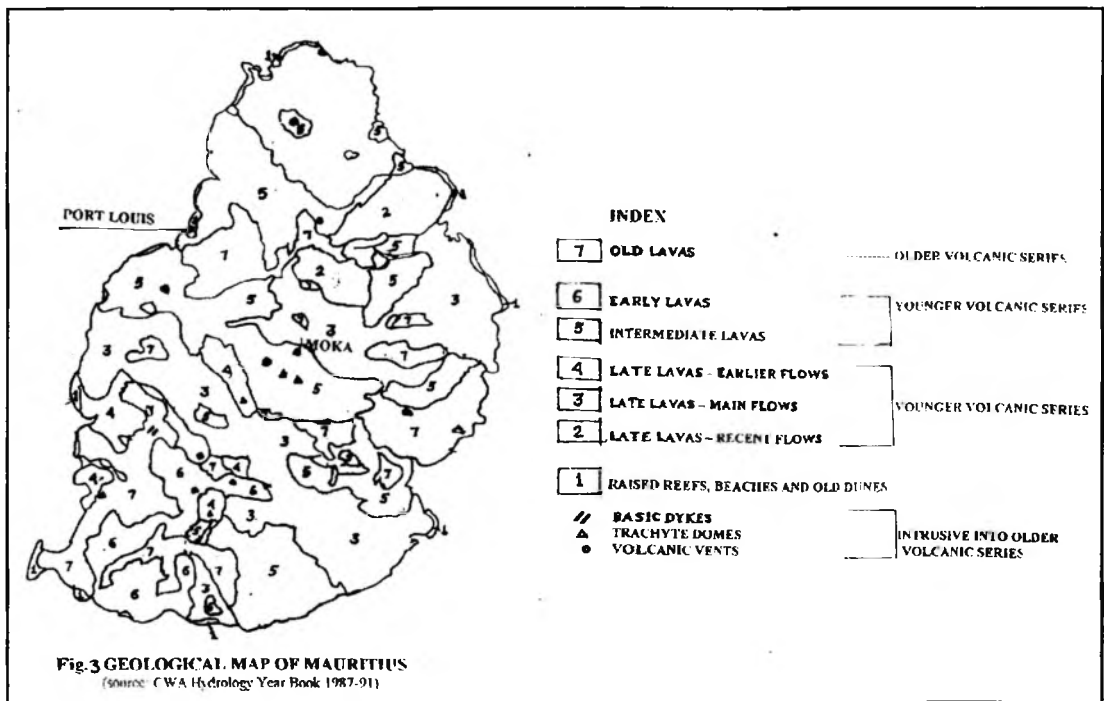 PORT LOUIS
MOKA
INDEX
7 OLD LAVAS
OLDER VOLCANIC SERIES
6 EARLY LAVAS
5 INTERMEDIATE LAVAS
YOUNGER VOLCANIC SERIES
4 LATE LAVAS - EARLIER FLOWS
3 LATE LAVAS - MAIN FLOWS
2 LATE LAVAS - RECENT FLOWS
YOUNGER VOLCANIC SERIES
1 RAISED REEFS, BEACHES AND OLD DUNES
BASIC DYKES
TRACHYTE DOMES
VOLCANIC VENTS
INTRUSIVE INTO OLDER
VOLCANIC SERIES
Fig.3 GEOLOGICAL MAP OF MAURITIUS
(source: CWA Hydrology Year Book 1987-91)